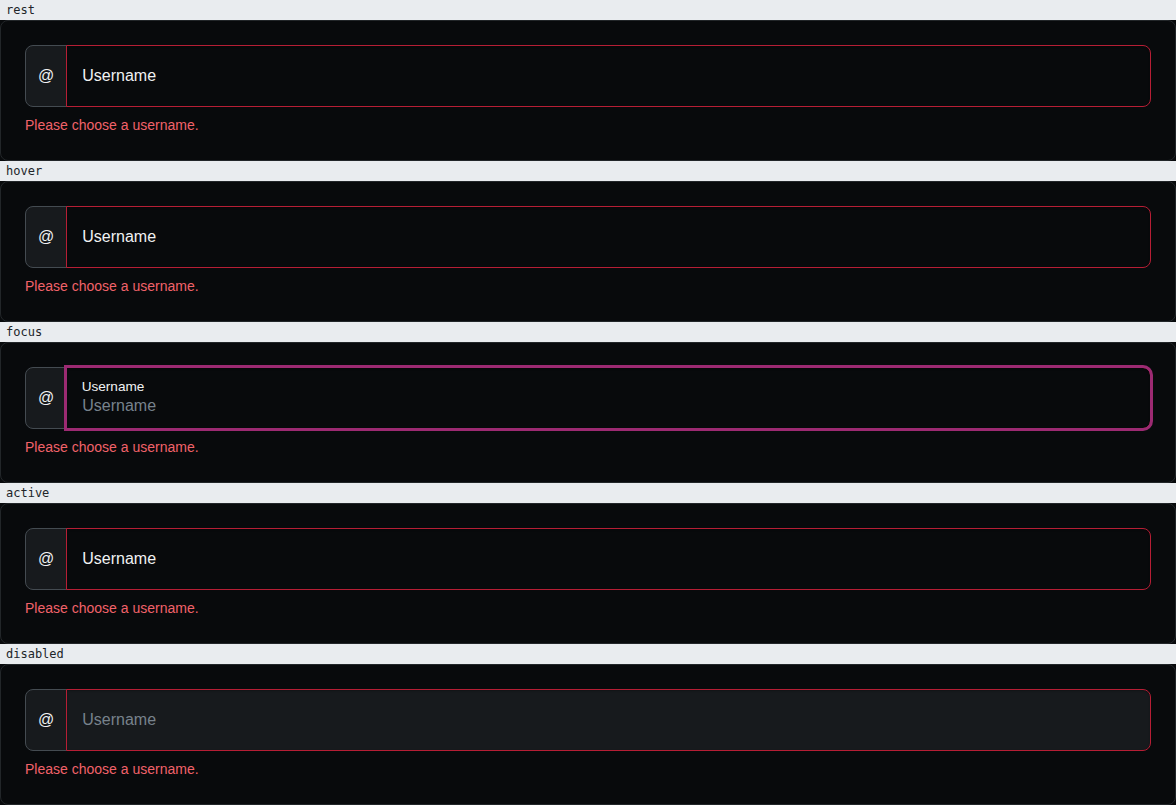 rest
@ Username
Please choose a username.
hover
@ Username
Please choose a username.
focus
Username
@ Username
Please choose a username.
active
@ Username
Please choose a username.
disabled
@ Username
Please choose a username.